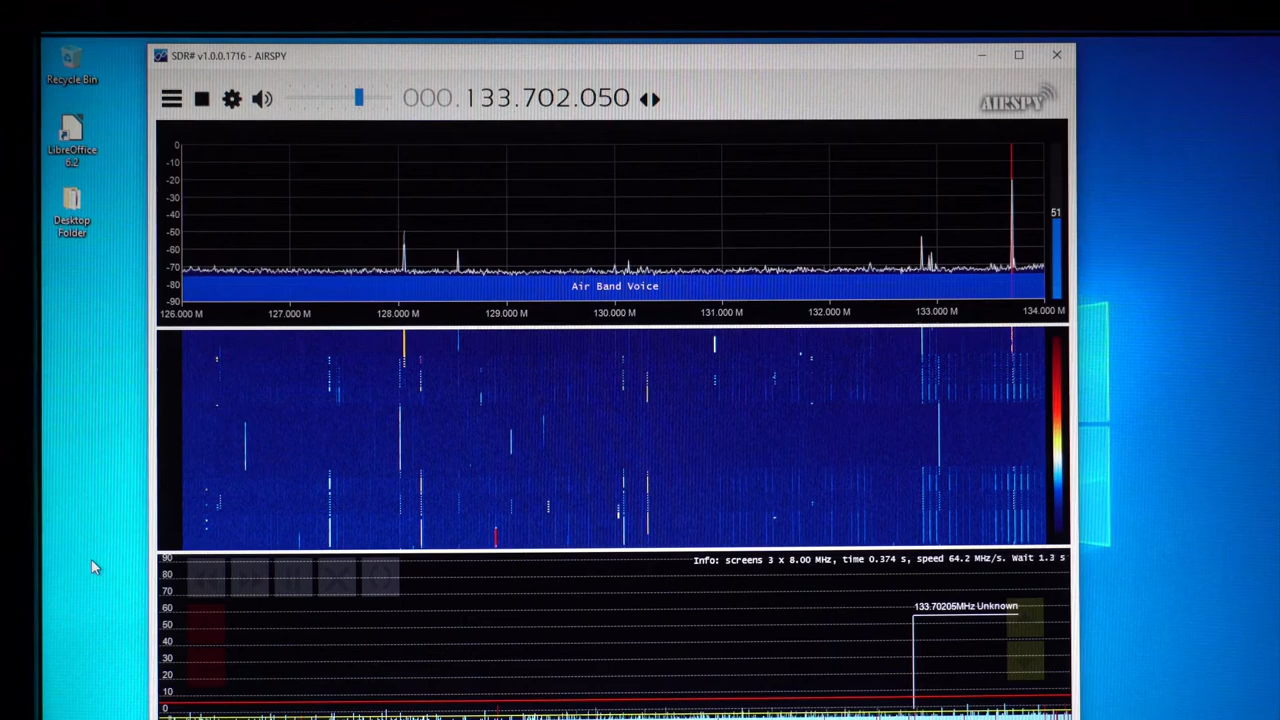 Recycle Bin
LibreOffice
6.2
Desktop
Folder
SDR# v1.0.0.1716 - AIRSPY
000.133.702.050
AIRSPY
0
-10
-20
-30
-40
-50
-60
-70
-80
-90
51
Air Band Voice
126.000 M 127.000 M 128.000 M 129.000 M 130.000 M 131.000 M 132.000 M 133.000 M 134.000 M
Info: screens 3 x 8.00 MHz, time 0.374 s, speed 64.2 MHz/s. Wait 1.3 s
90
80
70
60
50
40
30
20
10
0
133.70205MHz Unknown